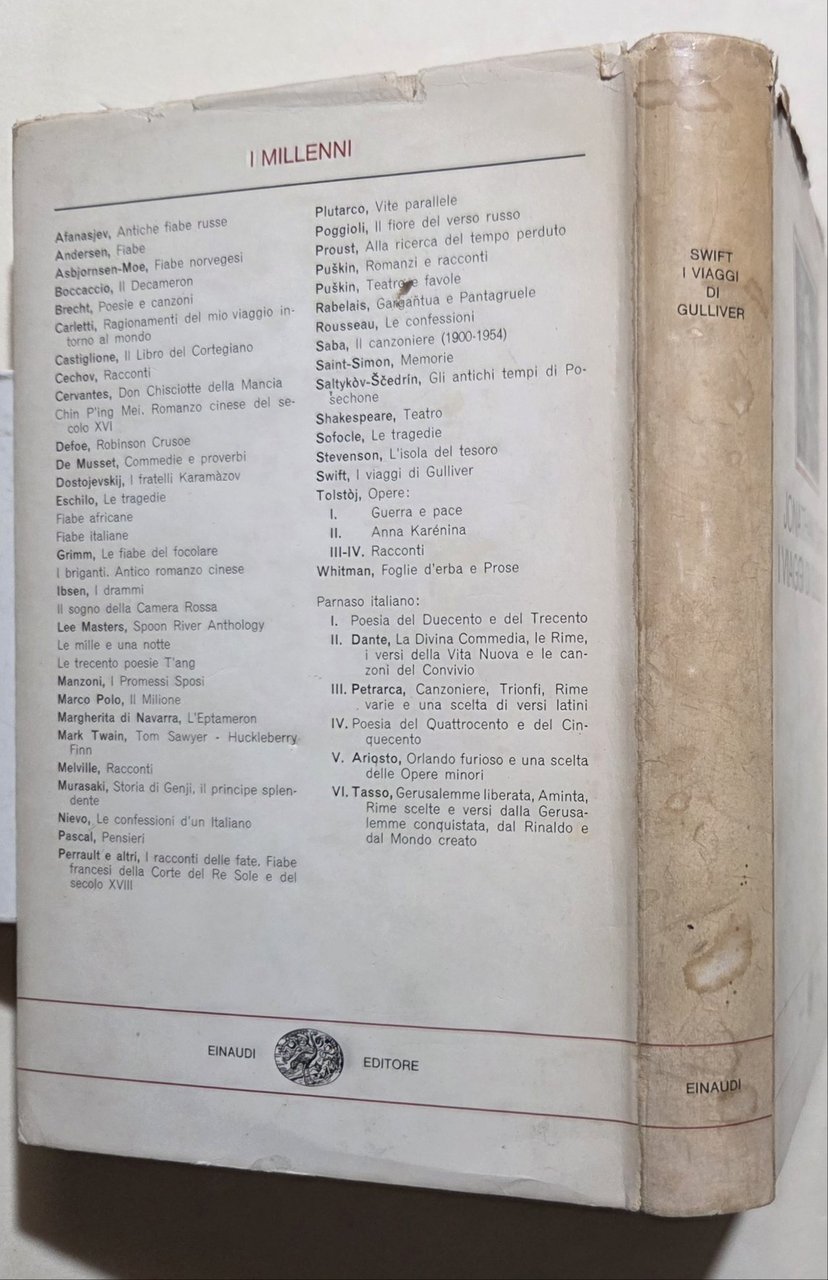 I MILLENNI
Afanasjev, Antiche fiabe russe
Andersen, Fiabe
Asbjornsen-Moe, Fiabe norvegesi
Boccaccio, Il Decameron
Brecht, Poesie e canzoni
Carletti, Ragionamenti del mio viaggio in-
torno al mondo
Castiglione, Il Libro del Cortegiano
Čechov, Racconti
Cervantes, Don Chisciotte della Mancia
Chin P'ing Mei. Romanzo cinese del se-
colo XVI
Defoe, Robinson Crusoe
De Musset, Commedie e proverbi
Dostojevskij, I fratelli Karamàzov
Eschilo, Le tragedie
Fiabe africane
Fiabe italiane
Grimm, Le fiabe del focolare
I briganti. Antico romanzo cinese
Ibsen, I drammi
Il sogno della Camera Rossa
Lee Masters, Spoon River Anthology
Le mille e una notte
Le trecento poesie T'ang
Manzoni, I Promessi Sposi
Marco Polo, Il Milione
Margherita di Navarra, L'Eptameron
Mark Twain, Tom Sawyer - Huckleberry
Finn
Melville, Racconti
Murasaki, Storia di Genji, il principe splen-
dente
Nievo, Le confessioni d'un Italiano
Pascal, Pensieri
Perrault e altri, I racconti delle fate. Fiabe
francesi della Corte del Re Sole e del
secolo XVIII
Plutarco, Vite parallele
Poggioli, Il fiore del verso russo
Proust, Alla ricerca del tempo perduto
Puškin, Romanzi e racconti
Puškin, Teatro e favole
Rabelais, Gargantua e Pantagruele
Rousseau, Le confessioni
Saba, Il canzoniere (1900-1954)
Saint-Simon, Memorie
Saltykòv-Ščedrin, Gli antichi tempi di Po-
šechone
Shakespeare, Teatro
Sofocle, Le tragedie
Stevenson, L'isola del tesoro
Swift, I viaggi di Gulliver
Tolstòj, Opere:
I. Guerra e pace
II. Anna Karénina
III-IV. Racconti
Whitman, Foglie d'erba e Prose
Parnaso italiano:
I. Poesia del Duecento e del Trecento
II. Dante, La Divina Commedia, le Rime,
i versi della Vita Nuova e le can-
zoni del Convivio
III. Petrarca, Canzoniere, Trionfi, Rime
varie e una scelta di versi latini
IV. Poesia del Quattrocento e del Cin-
quecento
V. Ariosto, Orlando furioso e una scelta
delle Opere minori
VI. Tasso, Gerusalemme liberata, Aminta,
Rime scelte e versi dalla Gerusa-
lemme conquistata, dal Rinaldo e
dal Mondo creato
EINAUDI EDITORE
SWIFT
I VIAGGI
DI
GULLIVER
EINAUDI